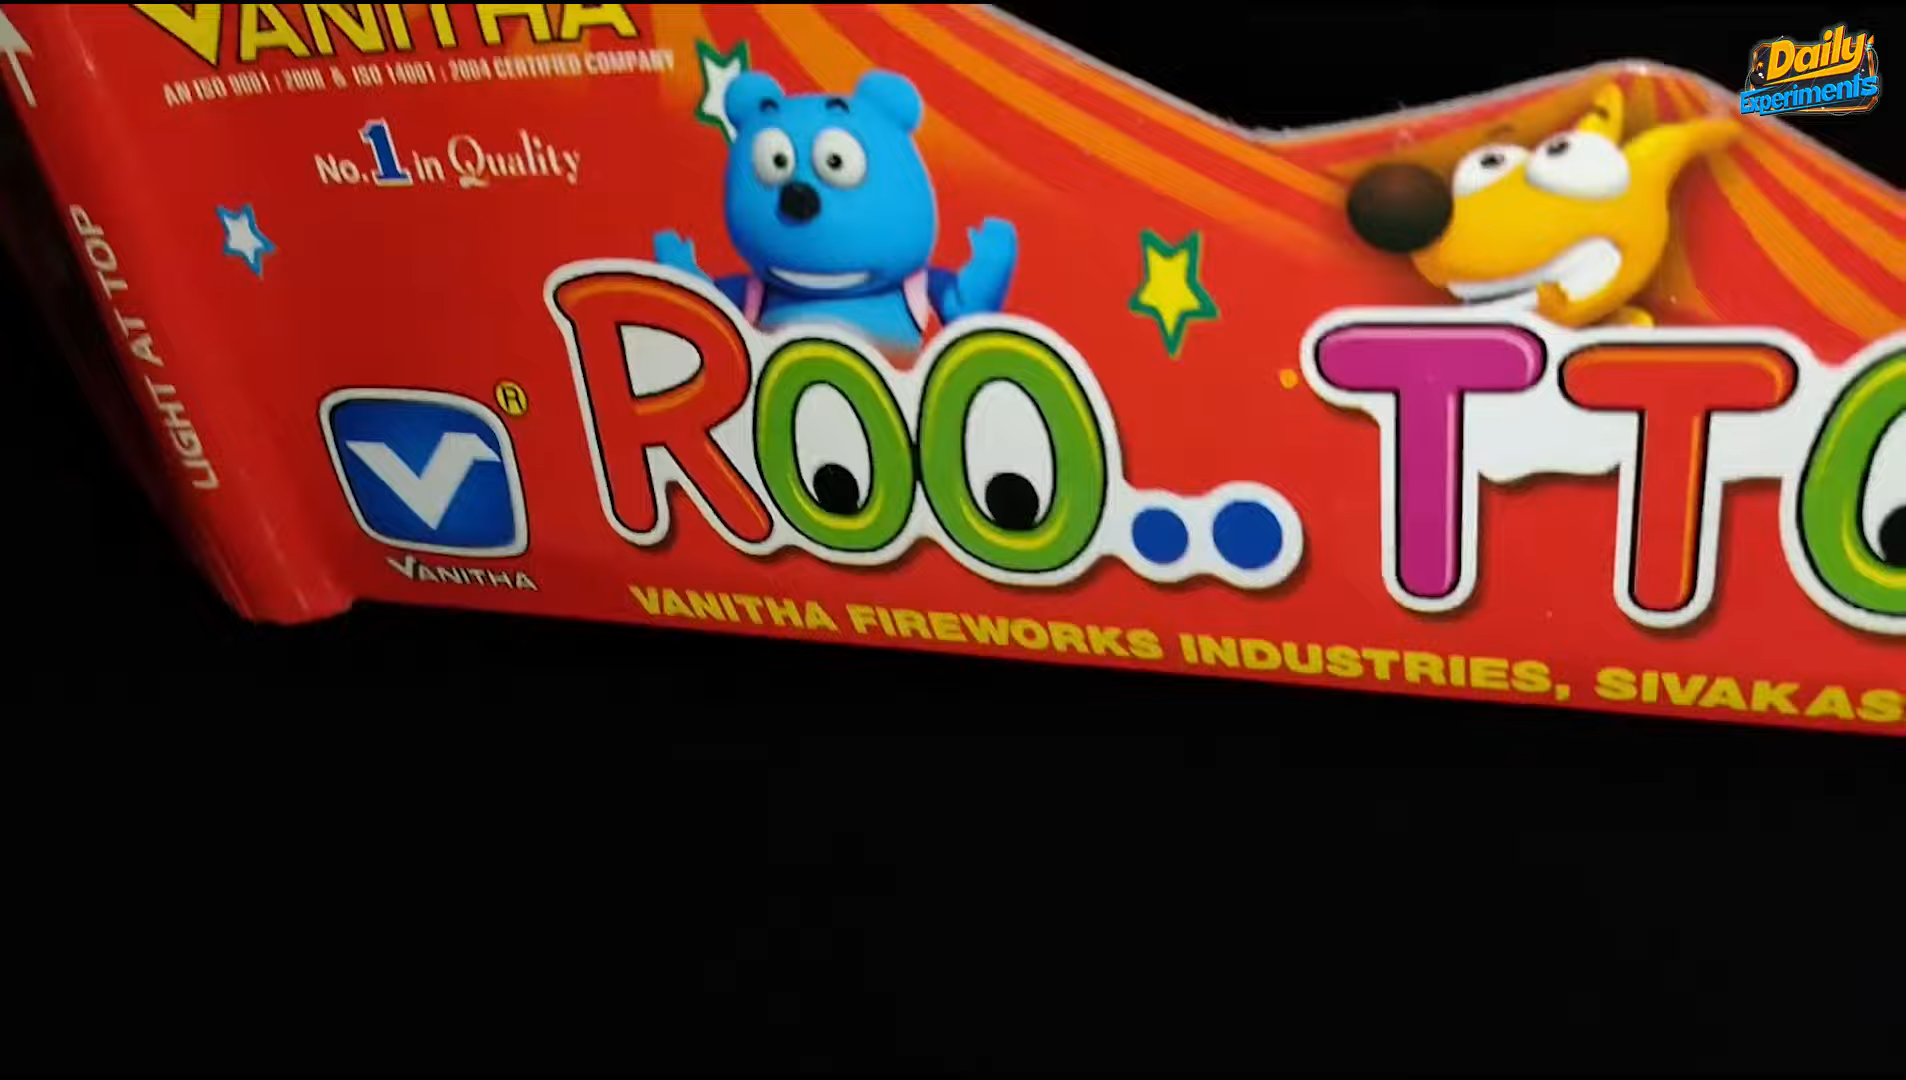 VANITHA
AN ISO 9001 : 2000 & ISO 14001 : 2004 CERTIFIED COMPANY
No. 1 in Quality
LIGHT AT TOP
ROO..TTO
R
VANITHA
VANITHA FIREWORKS INDUSTRIES, SIVAKAS
Daily
Experiments